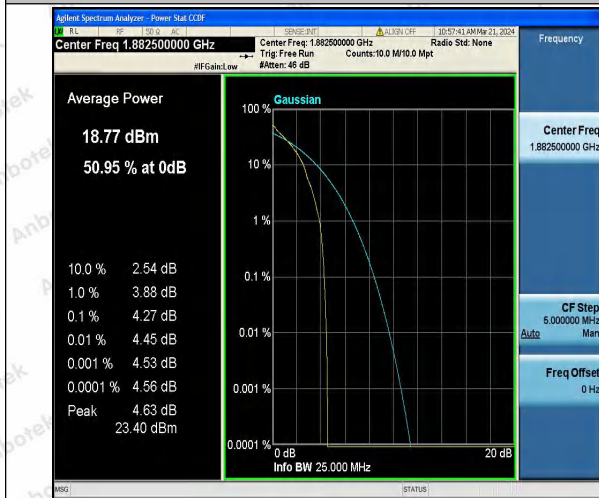 Agilent Spectrum Analyzer - Power Stat CCDF
RL RF 50 Ω AC SENSE:INT ALIGN OFF 10:57:41 AM Mar 21, 2024
Center Freq 1.882500000 GHz
Center Freq: 1.882500000 GHz Radio Std: None
Trig: Free Run Counts:10.0 M/10.0 Mpt
#IFGain:Low #Atten: 46 dB
Frequency
Average Power
18.77 dBm
50.95 % at 0dB
10.0 % 2.54 dB
1.0 % 3.88 dB
0.1 % 4.27 dB
0.01 % 4.45 dB
0.001 % 4.53 dB
0.0001 % 4.56 dB
Peak 4.63 dB
23.40 dBm
Gaussian
100 %
10 %
1 %
0.1 %
0.01 %
0.001 %
0.0001 %
0 dB 20 dB
Info BW 25.000 MHz
Center Freq
1.882500000 GHz
CF Step
5.000000 MHz
Auto Man
Freq Offset
0 Hz
MSG STATUS